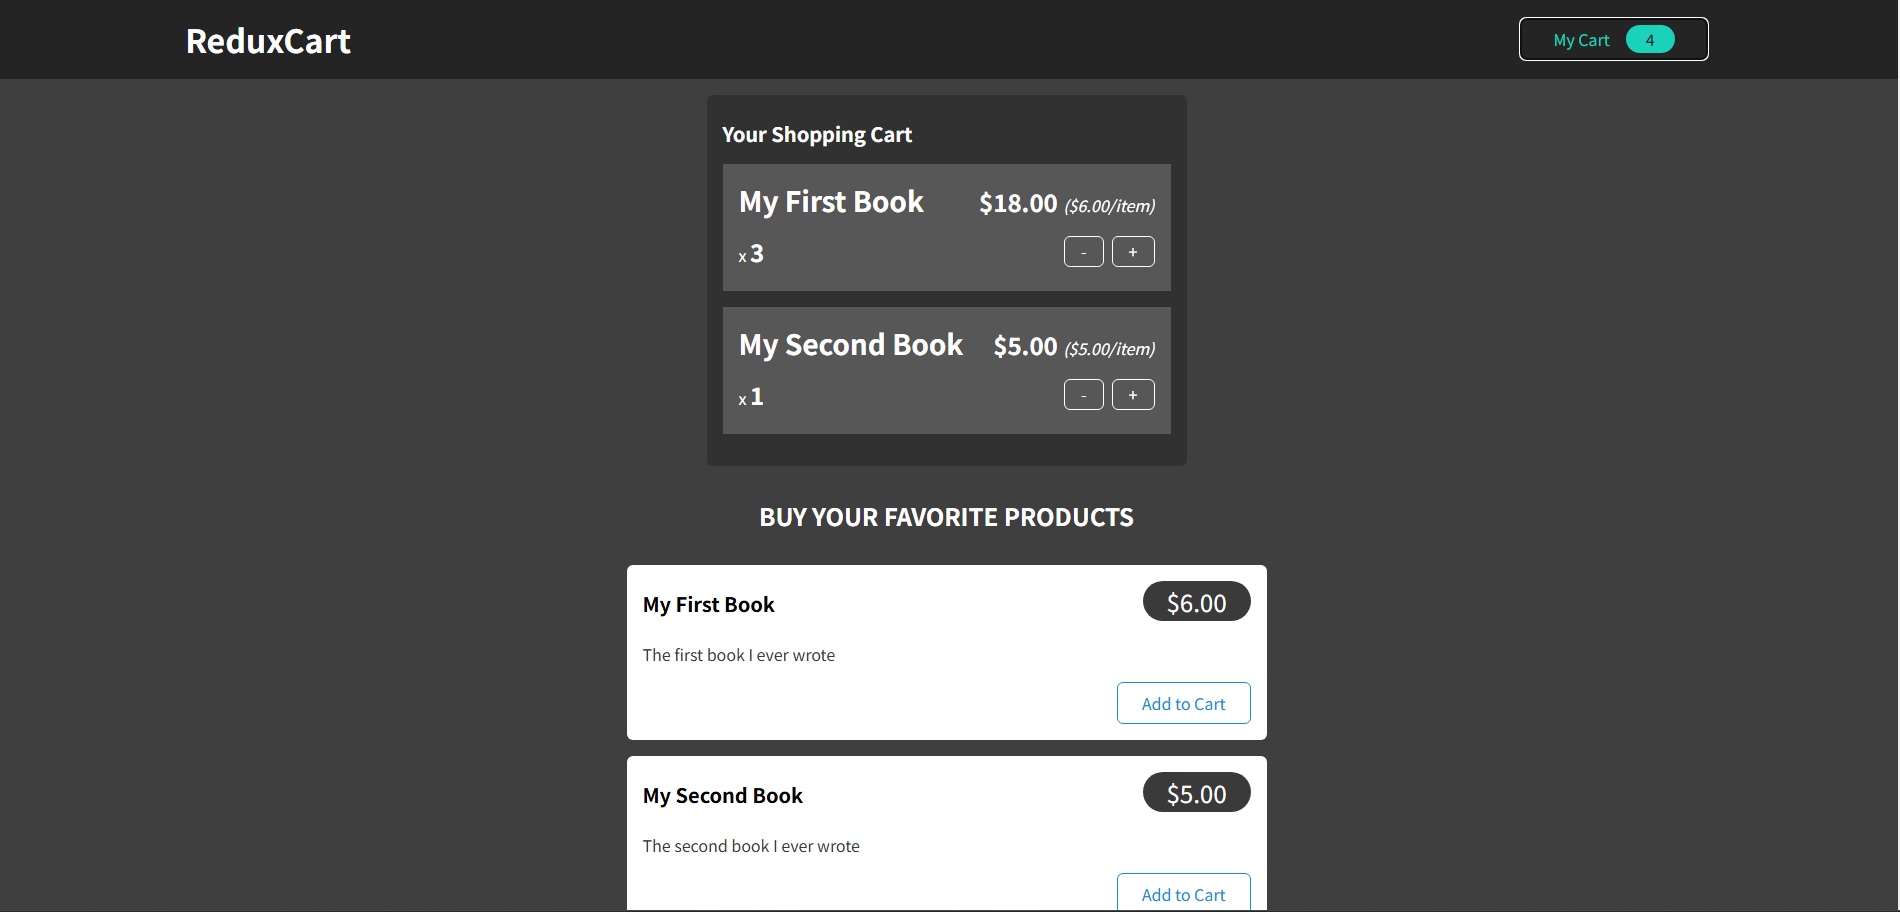 ReduxCart
My Cart 4
Your Shopping Cart
My First Book $18.00 ($6.00/item)
x 3 - +
My Second Book $5.00 ($5.00/item)
x 1 - +
BUY YOUR FAVORITE PRODUCTS
My First Book $6.00
The first book I ever wrote
Add to Cart
My Second Book $5.00
The second book I ever wrote
Add to Cart